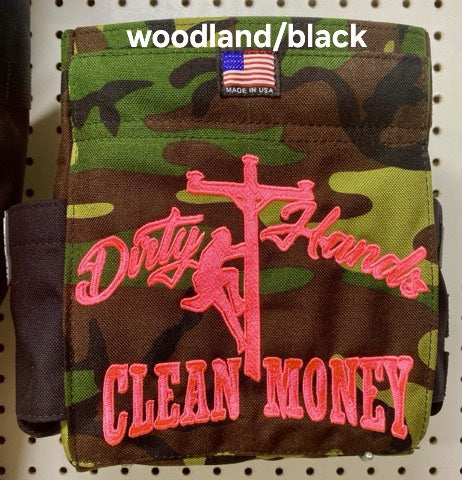 woodland/black
MADE IN USA
Dirty Hands
CLEAN MONEY